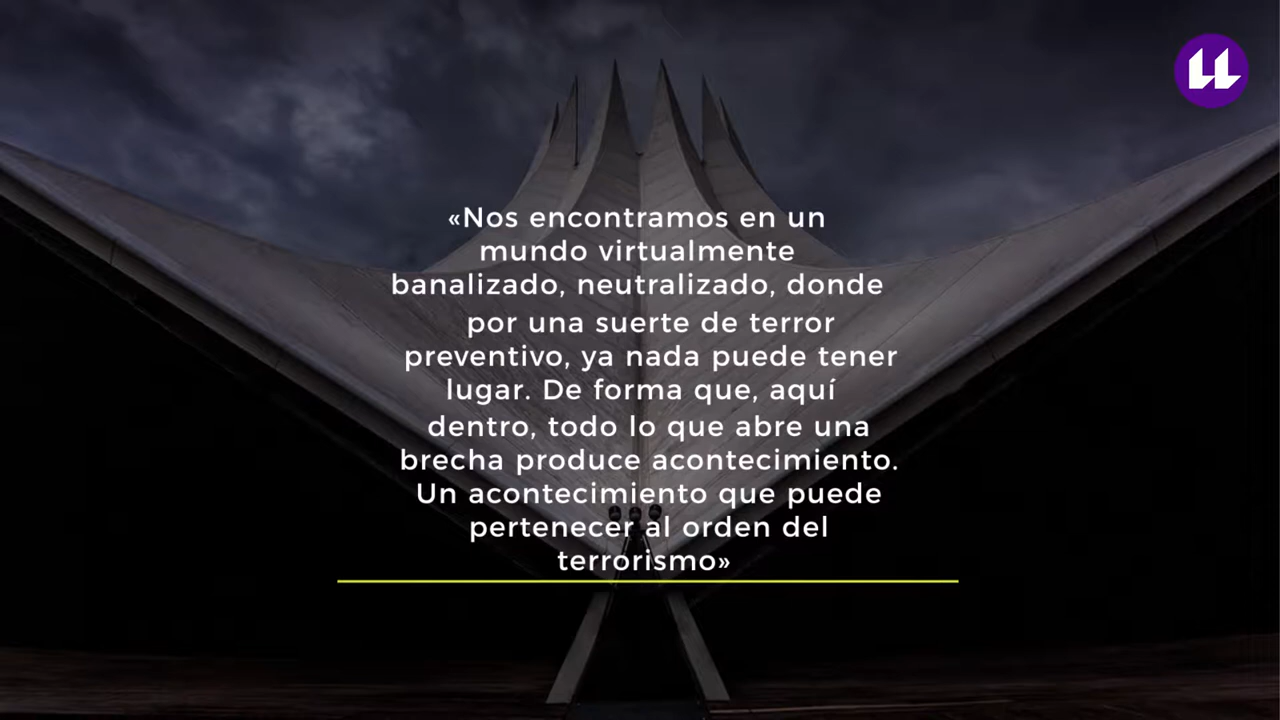 «Nos encontramos en un
mundo virtualmente
banalizado, neutralizado, donde
por una suerte de terror
preventivo, ya nada puede tener
lugar. De forma que, aquí
dentro, todo lo que abre una
brecha produce acontecimiento.
Un acontecimiento que puede
pertenecer al orden del
terrorismo»